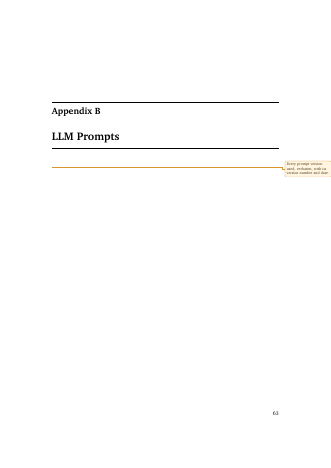 Appendix B
LLM Prompts
Every prompt version
used, verbatim, with its
version number and date.
63